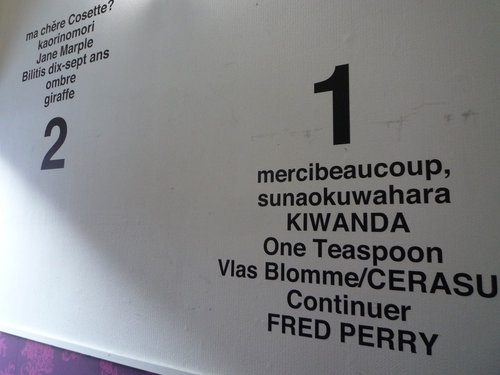 ma chère Cosette?
kaorinomori
Jane Marple
Bilitis dix-sept ans
ombre
giraffe
2
1
mercibeaucoup,
sunaokuwahara
KIWANDA
One Teaspoon
Vlas Blomme/CERASU
Continuer
FRED PERRY